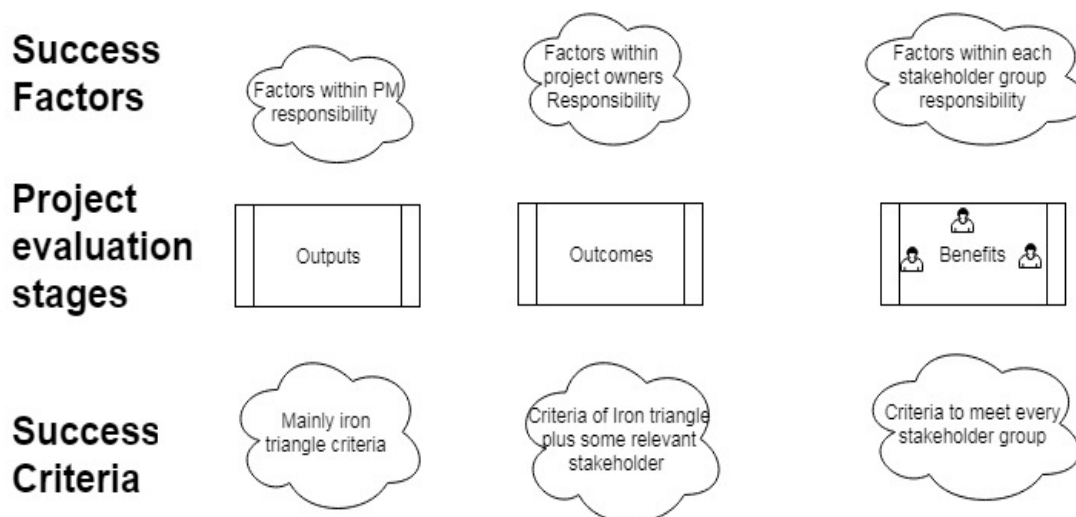 Success
Factors
Factors within PM
responsibility
Factors within
project owners
Responsibility
Factors within each
stakeholder group
responsibility
Project
evaluation
stages
Outputs
Outcomes
Benefits
Success
Criteria
Mainly iron
triangle criteria
Criteria of Iron triangle
plus some relevant
stakeholder
Criteria to meet every
stakeholder group